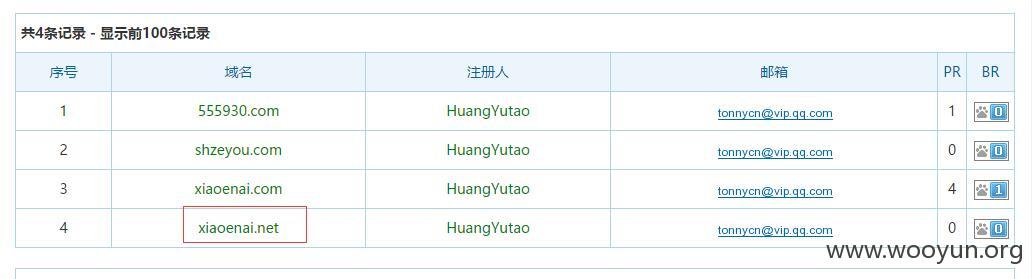 共4条记录 - 显示前100条记录
序号 域名 注册人 邮箱 PR BR
1 555930.com HuangYutao tonnycn@vip.qq.com 1 0
2 shzeyou.com HuangYutao tonnycn@vip.qq.com 0 0
3 xiaoenai.com HuangYutao tonnycn@vip.qq.com 4 1
4 xiaoenai.net HuangYutao tonnycn@vip.qq.com 0 0
www.wooyun.org